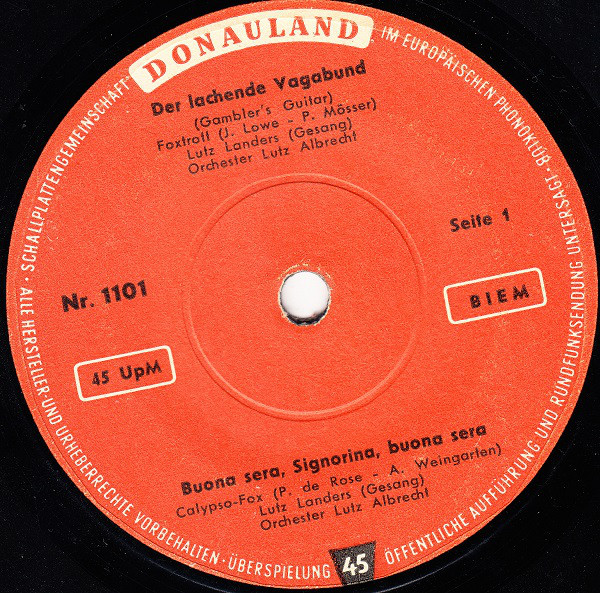 DONAULAND
Der lachende Vagabund
(Gambler's Guitar)
Foxtrott (J. Lowe - P. Mösser)
Lutz Landers (Gesang)
Orchester Lutz Albrecht
Seite 1
Nr. 1101
BIEM
45 UpM
Buona sera, Signorina, buona sera
Calypso-Fox (P. de Rose - A. Weingarten)
Lutz Landers (Gesang)
Orchester Lutz Albrecht
45
· SCHALLPLATTENGEMEINSCHAFT
IM EUROPÄISCHEN PHONOKLUB ·
· ALLE HERSTELLER-UND URHEBERRECHTE VORBEHALTEN · ÜBERSPIELUNG
ÖFFENTLICHE AUFFÜHRUNG UND RUNDFUNKSENDUNG UNTERSAGT ·